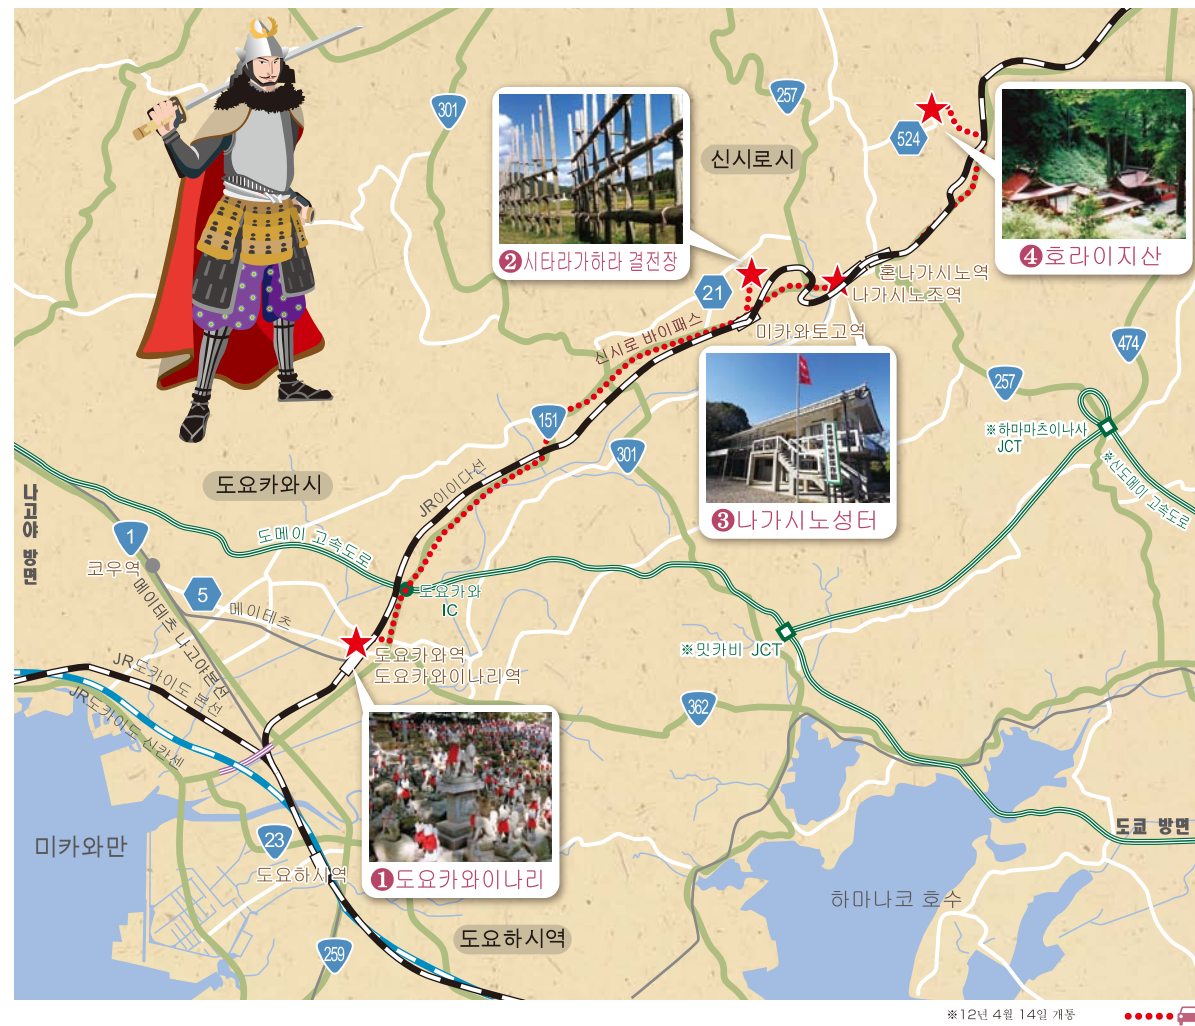 301
257
524
신시로시
❷시타라가하라 결전장
❹호라이지산
21
혼나가시노역
나가시노조역
신시로 바이패스
미카와토고역
474
257
151
301
※하마마츠이나사
JCT
※신도메이 고속도로
❸나가시노성터
도요카와시
JR이이다선
나고야 방면
1
도메이 고속도로
코우역
5
메이테츠
메이테츠 나고야본선
도요카와
IC
※밋카비 JCT
도요카와역
도요카와이나리역
JR도카이도 본선
JR도카이도 신칸센
362
미카와만
23
도요하시역
❶도요카와이나리
도쿄 방면
하마나코 호수
도요하시역
259
※12년 4월 14일 개통